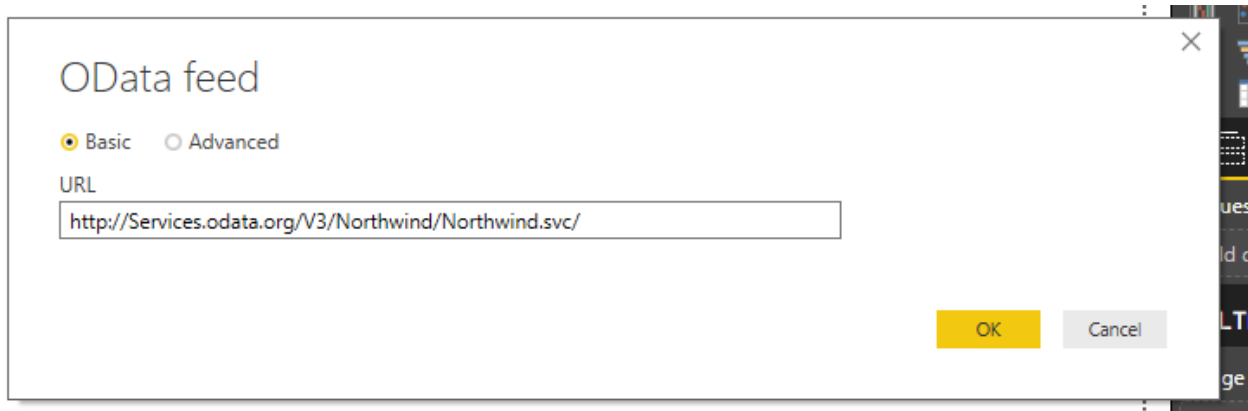 OData feed
Basic Advanced
URL
http://Services.odata.org/V3/Northwind/Northwind.svc/
OK Cancel